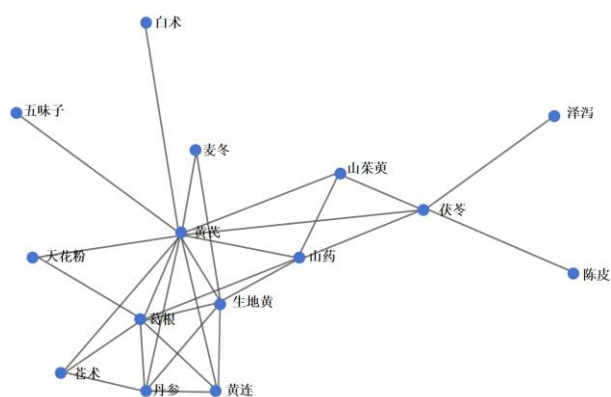 白术
五味子
泽泻
麦冬
山茱萸
茯苓
黄芪
天花粉
山药
陈皮
生地黄
葛根
苍术
丹参
黄连